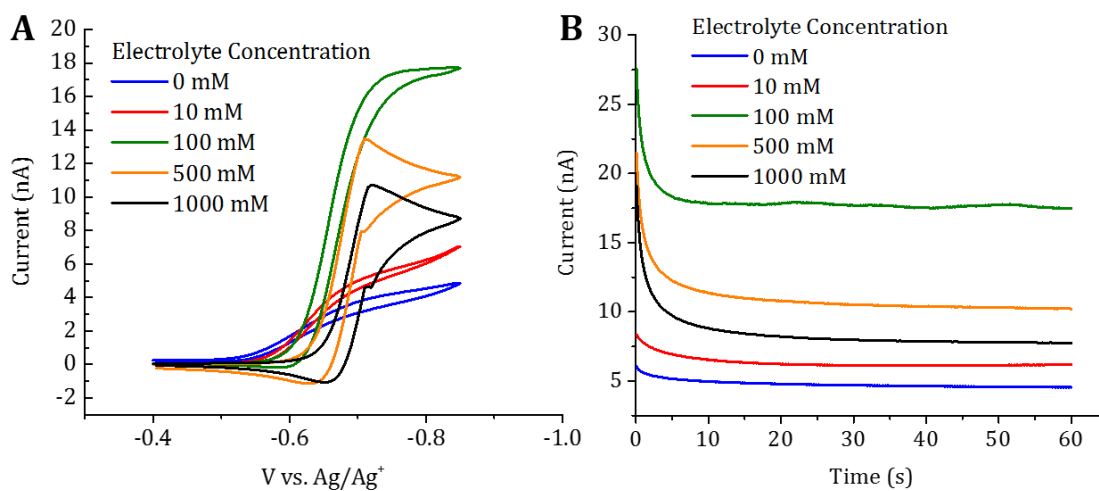 A
Electrolyte Concentration
0 mM
10 mM
100 mM
500 mM
1000 mM
20
18
16
14
12
10
8
6
4
2
0
-2
Current (nA)
-0.4
-0.6
-0.8
-1.0
V vs. Ag/Ag⁺
B
Electrolyte Concentration
0 mM
10 mM
100 mM
500 mM
1000 mM
30
25
20
15
10
5
Current (nA)
0
10
20
30
40
50
60
Time (s)